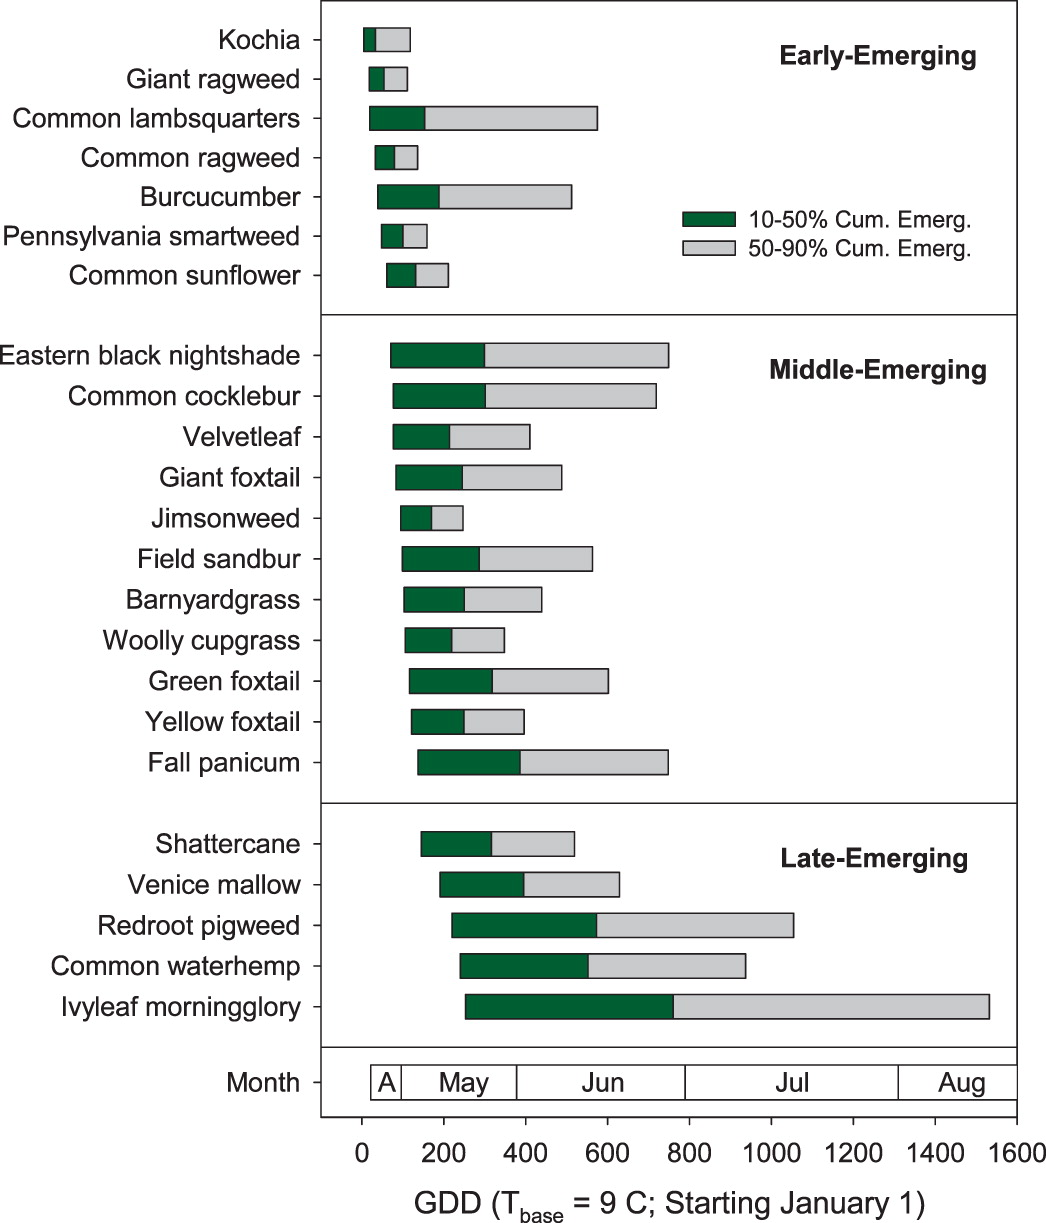 Early-Emerging
Kochia
Giant ragweed
Common lambsquarters
Common ragweed
Burcucumber
Pennsylvania smartweed
Common sunflower
10-50% Cum. Emerg.
50-90% Cum. Emerg.
Middle-Emerging
Eastern black nightshade
Common cocklebur
Velvetleaf
Giant foxtail
Jimsonweed
Field sandbur
Barnyardgrass
Woolly cupgrass
Green foxtail
Yellow foxtail
Fall panicum
Late-Emerging
Shattercane
Venice mallow
Redroot pigweed
Common waterhemp
Ivyleaf morningglory
Month A May Jun Jul Aug
0 200 400 600 800 1000 1200 1400 1600
GDD (Tbase = 9 C; Starting January 1)